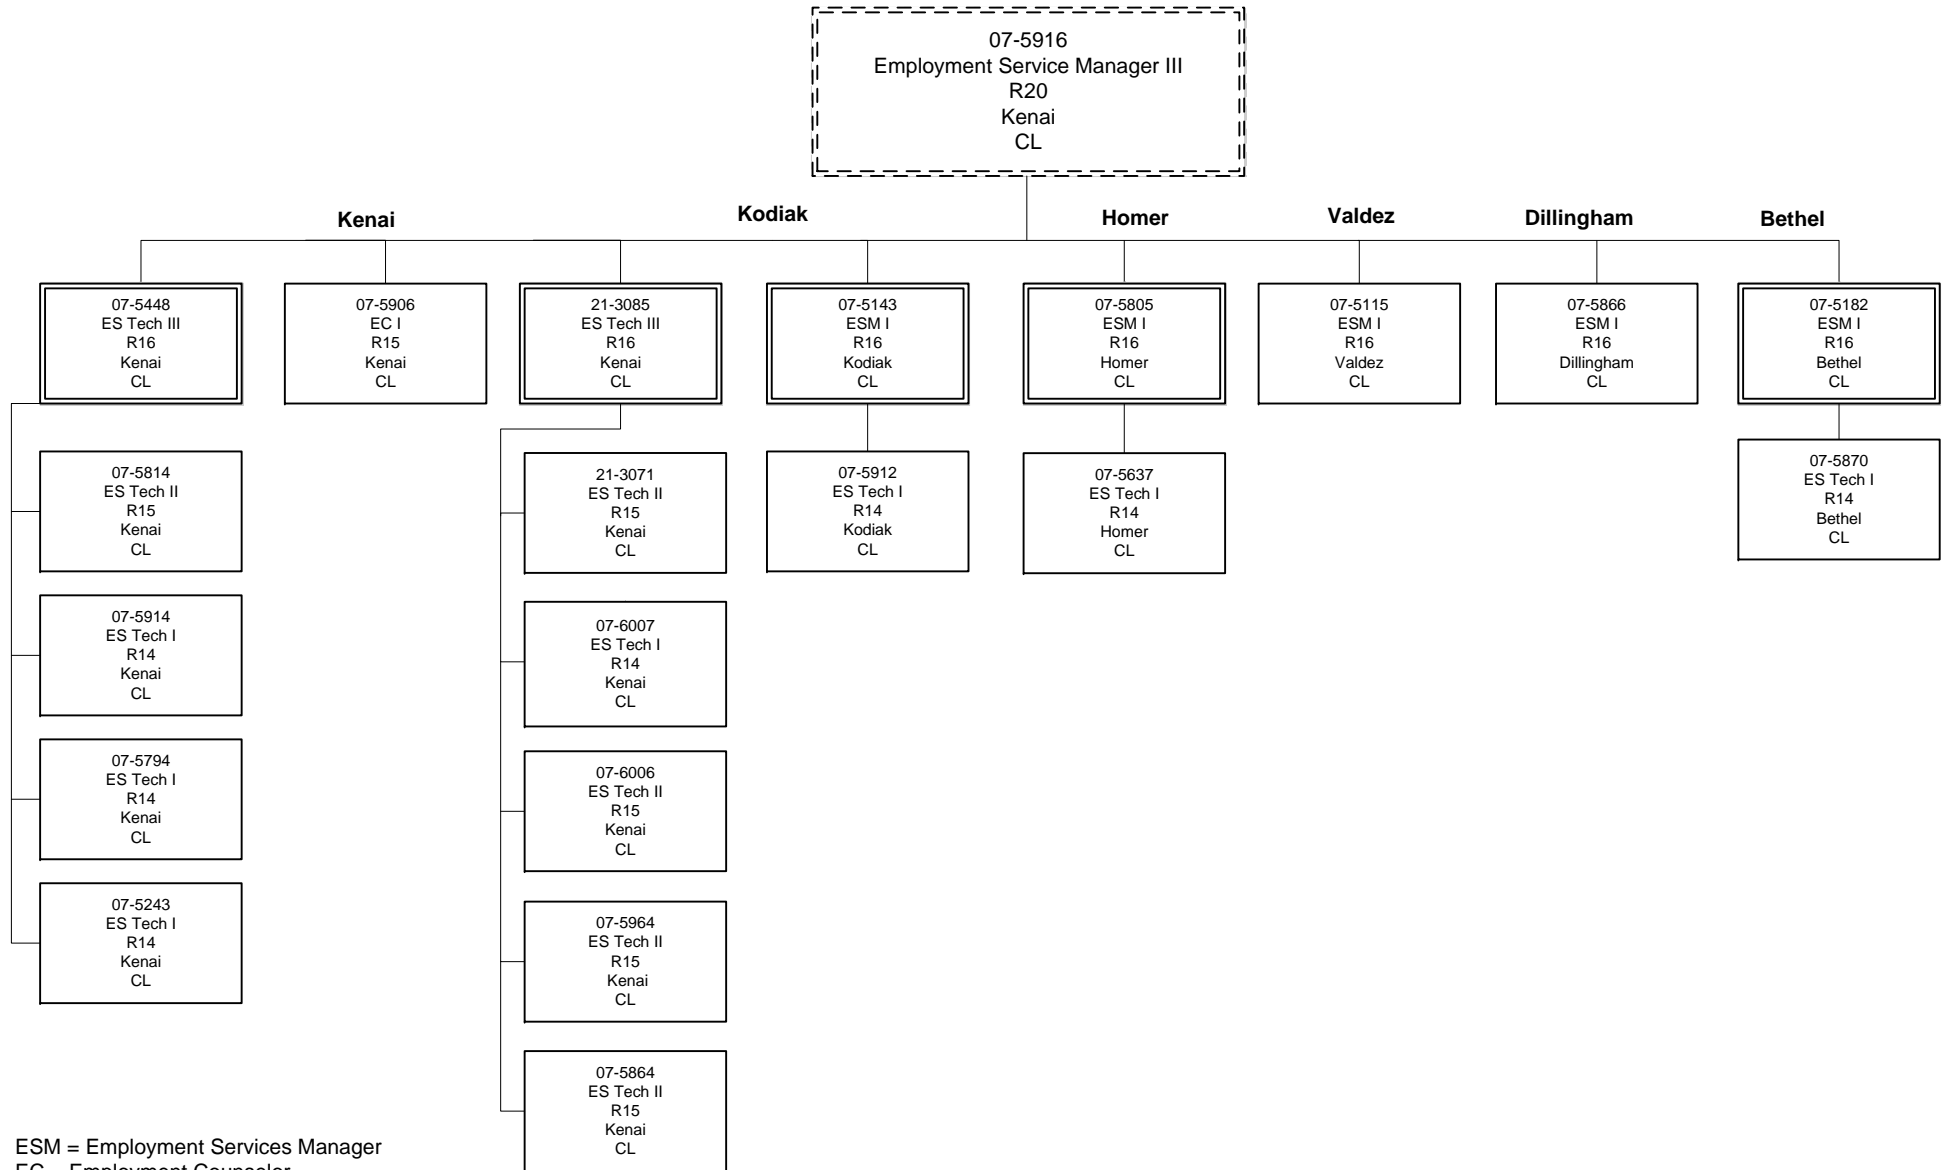 07-5916
Employment Service Manager III
R20
Kenai
CL
Kenai
Kodiak
Homer
Valdez
Dillingham
Bethel
07-5448
ES Tech III
R16
Kenai
CL
07-5906
EC I
R15
Kenai
CL
21-3085
ES Tech III
R16
Kenai
CL
07-5143
ESM I
R16
Kodiak
CL
07-5805
ESM I
R16
Homer
CL
07-5115
ESM I
R16
Valdez
CL
07-5866
ESM I
R16
Dillingham
CL
07-5182
ESM I
R16
Bethel
CL
07-5814
ES Tech II
R15
Kenai
CL
07-5914
ES Tech I
R14
Kenai
CL
07-5794
ES Tech I
R14
Kenai
CL
07-5243
ES Tech I
R14
Kenai
CL
21-3071
ES Tech II
R15
Kenai
CL
07-6007
ES Tech I
R14
Kenai
CL
07-6006
ES Tech II
R15
Kenai
CL
07-5964
ES Tech II
R15
Kenai
CL
07-5864
ES Tech II
R15
Kenai
CL
07-5912
ES Tech I
R14
Kodiak
CL
07-5637
ES Tech I
R14
Homer
CL
07-5870
ES Tech I
R14
Bethel
CL
ESM = Employment Services Manager
EC = Employment Counselor